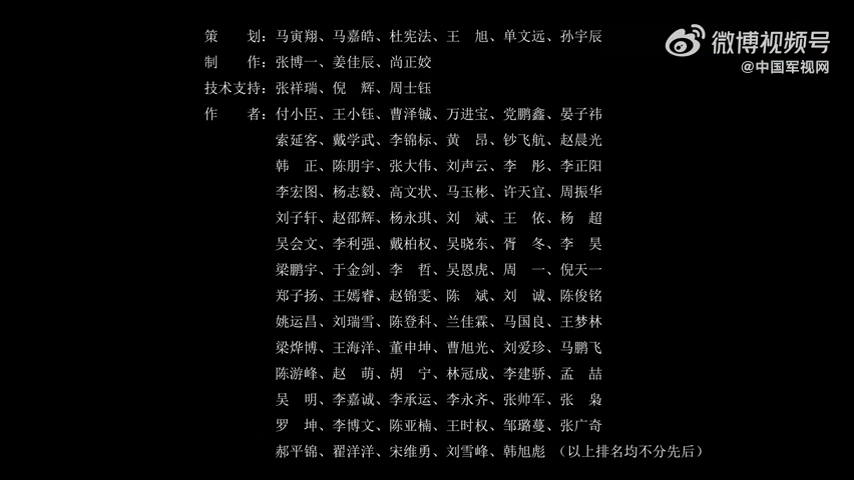 策　　划：马寅翔、马嘉皓、杜宪法、王　旭、单文远、孙宇辰
微博视频号
制　　作：张博一、姜佳辰、尚正姣
@中国军视网
技术支持：张祥瑞、倪　辉、周士钰
作　　者：付小臣、王小钰、曹泽铖、万进宝、党鹏鑫、晏子祎
索延客、戴学武、李锦标、黄　昂、钞飞航、赵晨光
韩　正、陈朋宇、张大伟、刘声云、李　彤、李正阳
李宏图、杨志毅、高文状、马玉彬、许天宜、周振华
刘子轩、赵邵辉、杨永琪、刘　斌、王　依、杨　超
吴会文、李利强、戴柏权、吴晓东、胥　冬、李　昊
梁鹏宇、于金剑、李　哲、吴恩虎、周　一、倪天一
郑子扬、王嫣睿、赵锦雯、陈　斌、刘　诚、陈俊铭
姚运昌、刘瑞雪、陈登科、兰佳霖、马国良、王梦林
梁烨博、王海洋、董申坤、曹旭光、刘爱珍、马鹏飞
陈游峰、赵　萌、胡　宁、林冠成、李建骄、孟　喆
吴　明、李嘉诚、李承运、李永齐、张帅军、张　枭
罗　坤、李博文、陈亚楠、王时权、邹璐蔓、张广奇
郝平锦、翟洋洋、宋维勇、刘雪峰、韩旭彪（以上排名均不分先后）